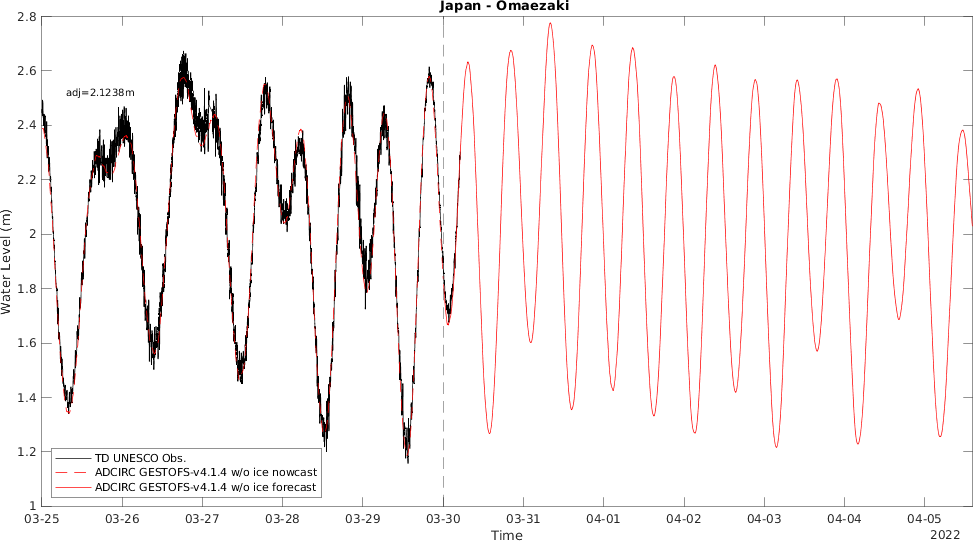 Japan - Omaezaki
2.8
2.6
2.4
2.2
2
1.8
1.6
1.4
1.2
1
Water Level (m)
adj=2.1238m
TD UNESCO Obs.
ADCIRC GESTOFS-v4.1.4 w/o ice nowcast
ADCIRC GESTOFS-v4.1.4 w/o ice forecast
03-25 03-26 03-27 03-28 03-29 03-30 03-31 04-01 04-02 04-03 04-04 04-05
Time
2022